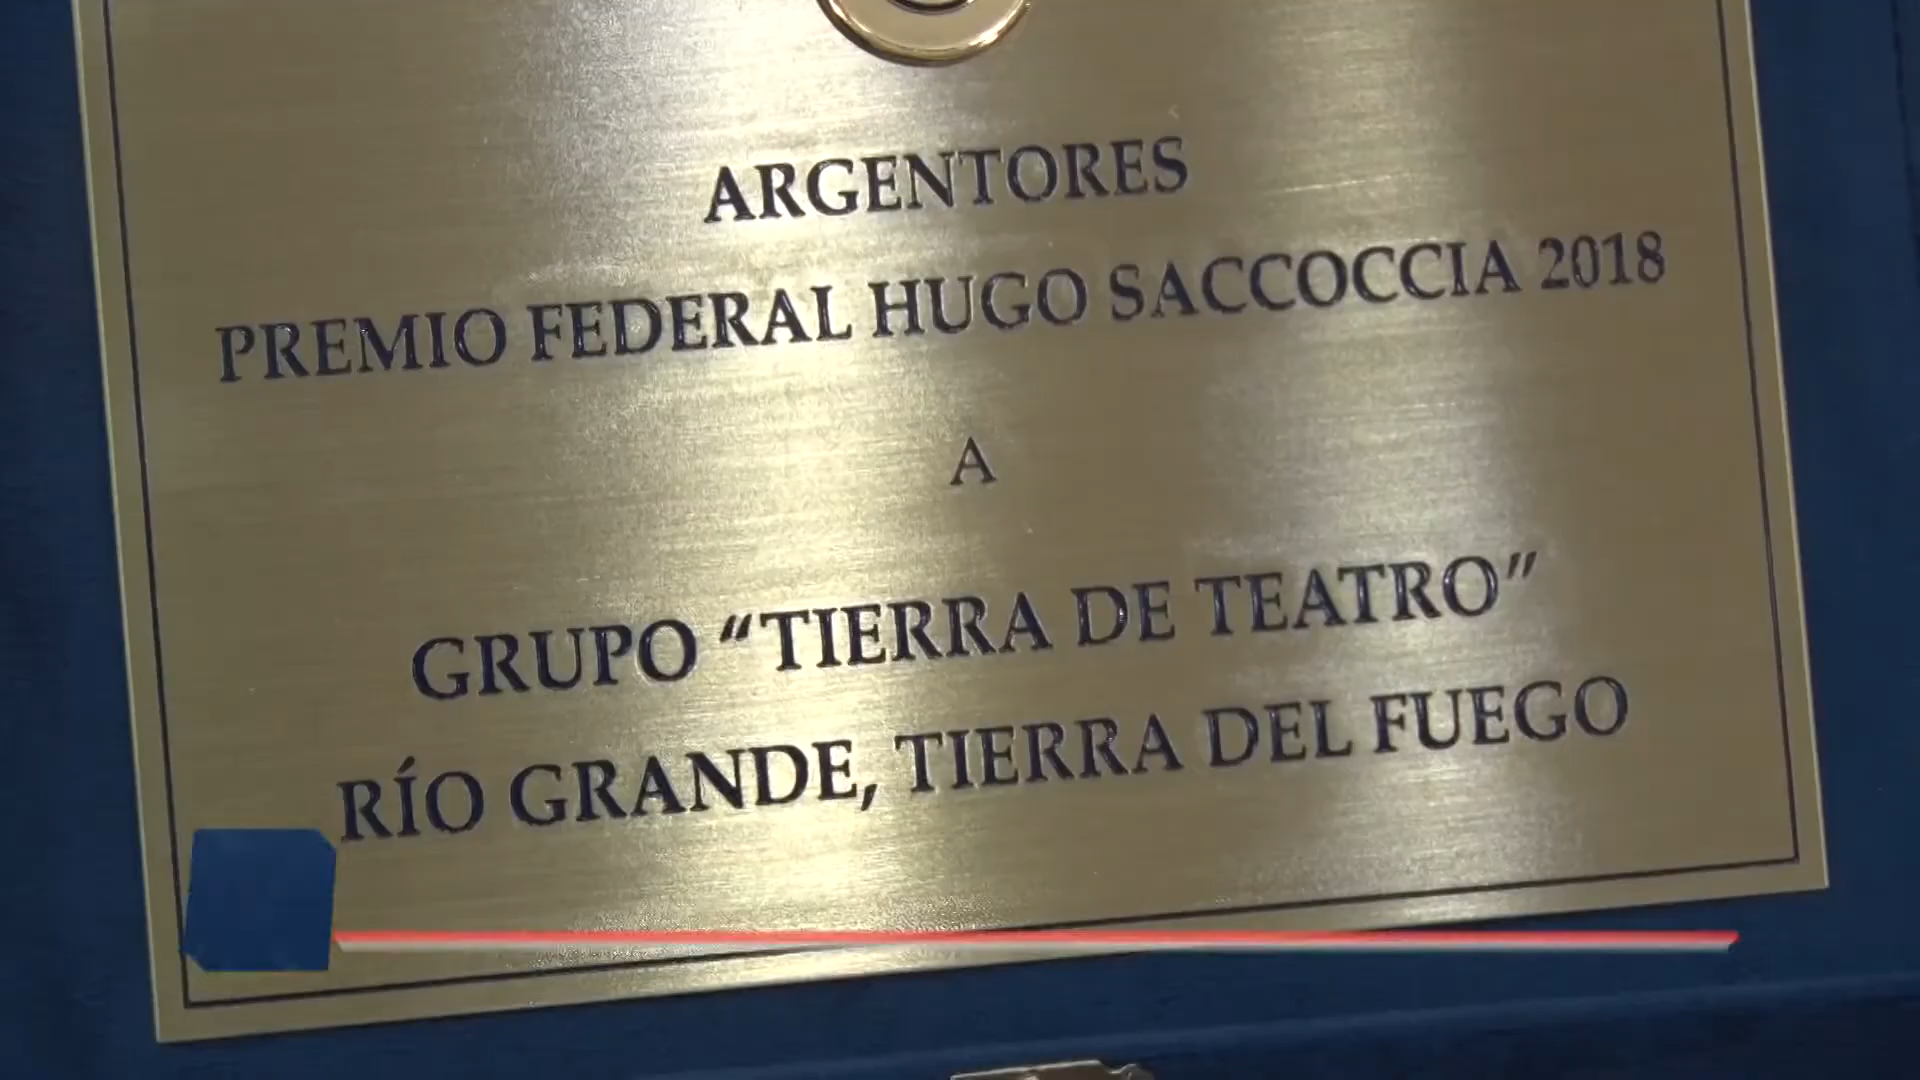 ARGENTORES
PREMIO FEDERAL HUGO SACCOCCIA 2018
A
GRUPO “TIERRA DE TEATRO”
RÍO GRANDE, TIERRA DEL FUEGO